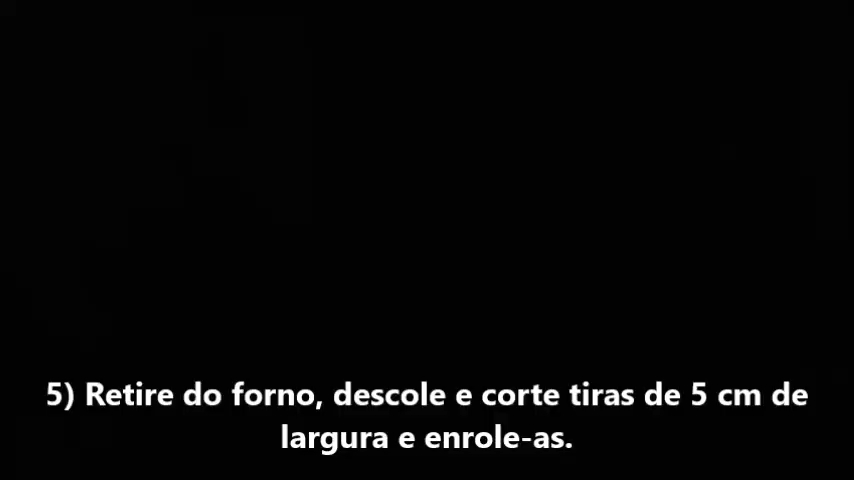 5) Retire do forno, descole e corte tiras de 5 cm de
largura e enrole-as.